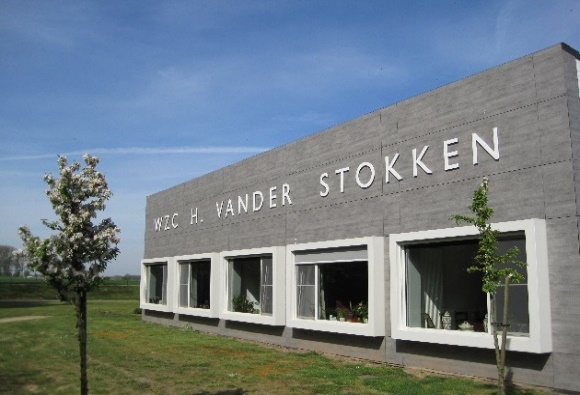 WZC H. VANDER STOKKEN